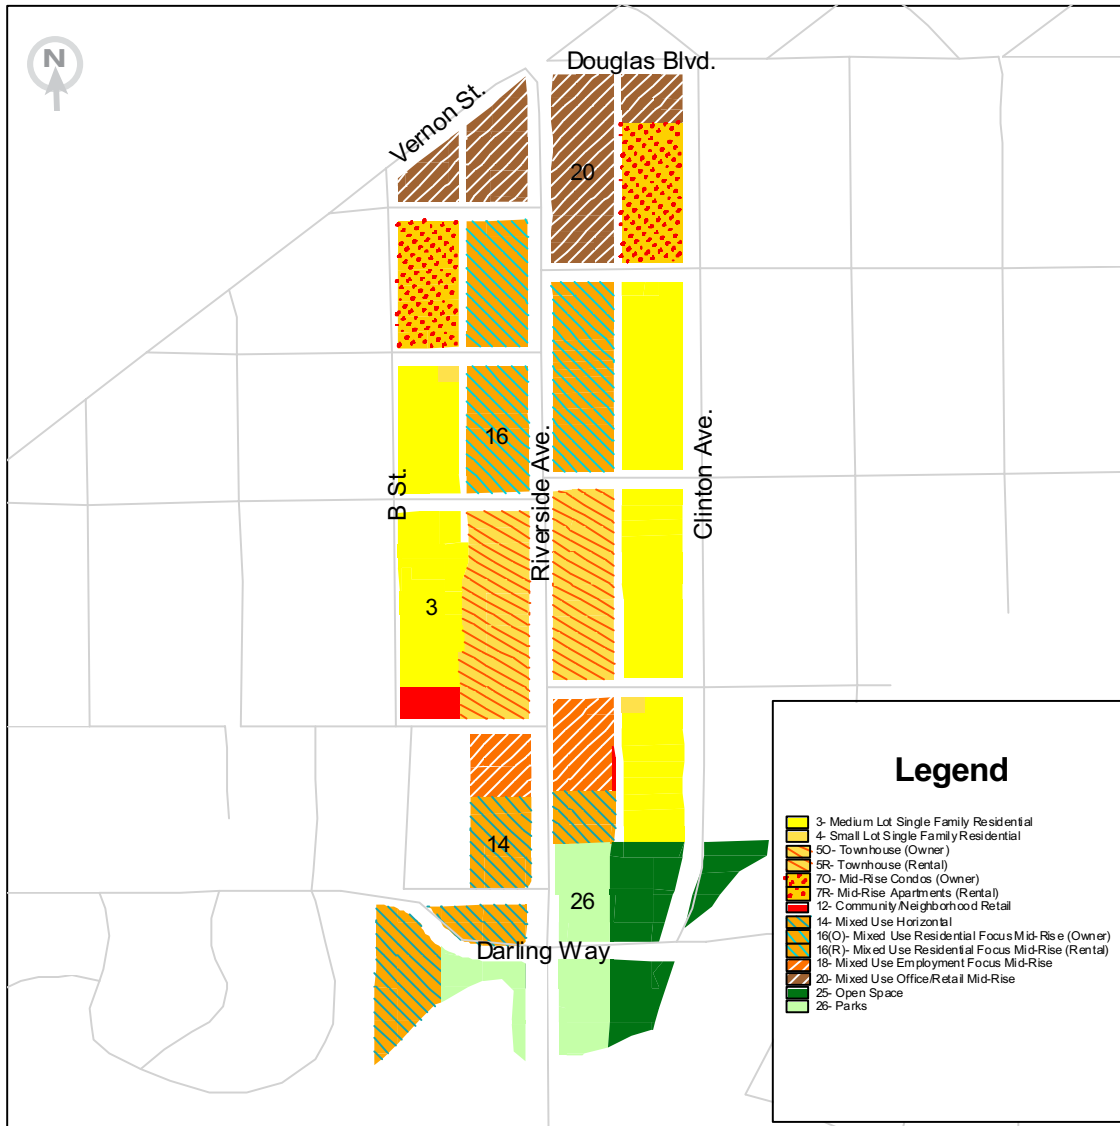 N
Douglas Blvd.
Vernon St.
20
16
B St.
Riverside Ave.
Clinton Ave.
3
14
26
Darling Way
Legend
3- Medium Lot Single Family Residential
4- Small Lot Single Family Residential
5O- Townhouse (Owner)
5R- Townhouse (Rental)
7O- Mid-Rise Condos (Owner)
7R- Mid-Rise Apartments (Rental)
12- Community/Neighborhood Retail
14- Mixed Use Horizontal
16(O)- Mixed Use Residential Focus Mid-Rise (Owner)
16(R)- Mixed Use Residential Focus Mid-Rise (Rental)
18- Mixed Use Employment Focus Mid-Rise
20- Mixed Use Office/Retail Mid-Rise
25- Open Space
26- Parks